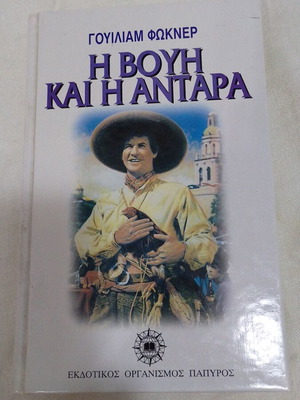 ΓΟΥΙΛΙΑΜ ΦΩΚΝΕΡ
Η ΒΟΥΗ
ΚΑΙ Η ΑΝΤΑΡΑ
ΕΚΔΟΤΙΚΟΣ ΟΡΓΑΝΙΣΜΟΣ ΠΑΠΥΡΟΣ